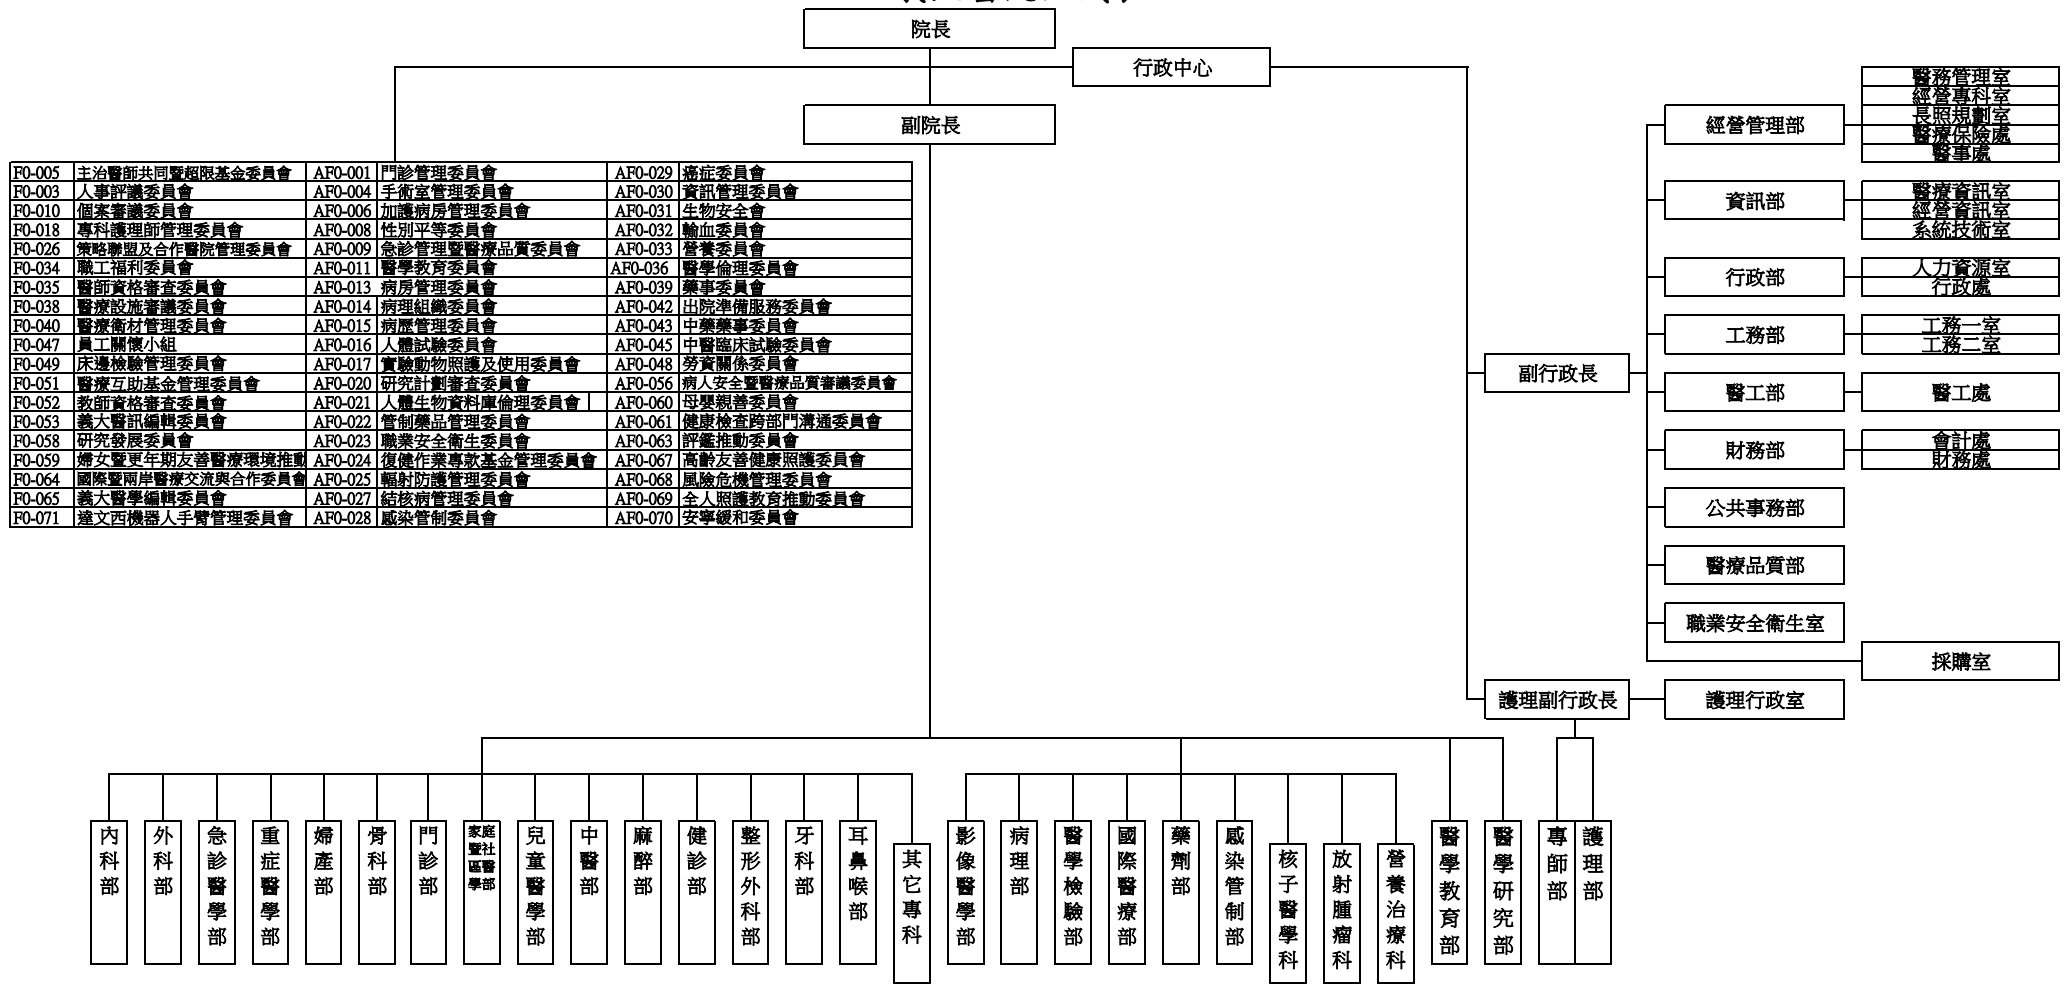 院長
行政中心
副院長
F0-005 主治醫師共同暨超限基金委員會 AF0-001 門診管理委員會 AF0-029 癌症委員會
F0-003 人事評議委員會 AF0-004 手術室管理委員會 AF0-030 資訊管理委員會
F0-010 個案審議委員會 AF0-006 加護病房管理委員會 AF0-031 生物安全會
F0-018 專科護理師管理委員會 AF0-008 性別平等委員會 AF0-032 輸血委員會
F0-026 策略聯盟及合作醫院管理委員會 AF0-009 急診管理暨醫療品質委員會 AF0-033 營養委員會
F0-034 職工福利委員會 AF0-011 醫學教育委員會 AF0-036 醫學倫理委員會
F0-035 醫師資格審查委員會 AF0-013 病房管理委員會 AF0-039 藥事委員會
F0-038 醫療設施審議委員會 AF0-014 病理組織委員會 AF0-042 出院準備服務委員會
F0-040 醫療衛材管理委員會 AF0-015 病歷管理委員會 AF0-043 中藥藥事委員會
F0-047 員工關懷小組 AF0-016 人體試驗委員會 AF0-045 中醫臨床試驗委員會
F0-049 床邊檢驗管理委員會 AF0-017 實驗動物照護及使用委員會 AF0-048 勞資關係委員會
F0-051 醫療互助基金管理委員會 AF0-020 研究計劃審查委員會 AF0-056 病人安全暨醫療品質審議委員會
F0-052 教師資格審查委員會 AF0-021 人體生物資料庫倫理委員會 AF0-060 母嬰親善委員會
F0-053 義大醫訊編輯委員會 AF0-022 管制藥品管理委員會 AF0-061 健康檢查跨部門溝通委員會
F0-058 研究發展委員會 AF0-023 職業安全衛生委員會 AF0-063 評鑑推動委員會
F0-059 婦女暨更年期友善醫療環境推動 AF0-024 復健作業專款基金管理委員會 AF0-067 高齡友善健康照護委員會
F0-064 國際暨兩岸醫療交流與合作委員會 AF0-025 輻射防護管理委員會 AF0-068 風險危機管理委員會
F0-065 義大醫學編輯委員會 AF0-027 結核病管理委員會 AF0-069 全人照護教育推動委員會
F0-071 達文西機器人手臂管理委員會 AF0-028 感染管制委員會 AF0-070 安寧緩和委員會
經營管理部
醫務管理室
經營專科室
長照規劃室
醫療保險處
醫事處
資訊部
醫療資訊室
經營資訊室
系統技術室
行政部
人力資源室
行政處
工務部
工務一室
工務二室
副行政長
醫工部
醫工處
財務部
會計處
財務處
公共事務部
醫療品質部
職業安全衛生室
採購室
護理副行政長
護理行政室
內科部
外科部
急診醫學部
重症醫學部
婦產部
骨科部
門診部
家庭暨社區醫學部
兒童醫學部
中醫部
麻醉部
健診部
整形外科部
牙科部
耳鼻喉部
其它專科
影像醫學部
病理部
醫學檢驗部
國際醫療部
藥劑部
感染管制部
核子醫學科
放射腫瘤科
營養治療科
醫學教育部
醫學研究部
專師部
護理部